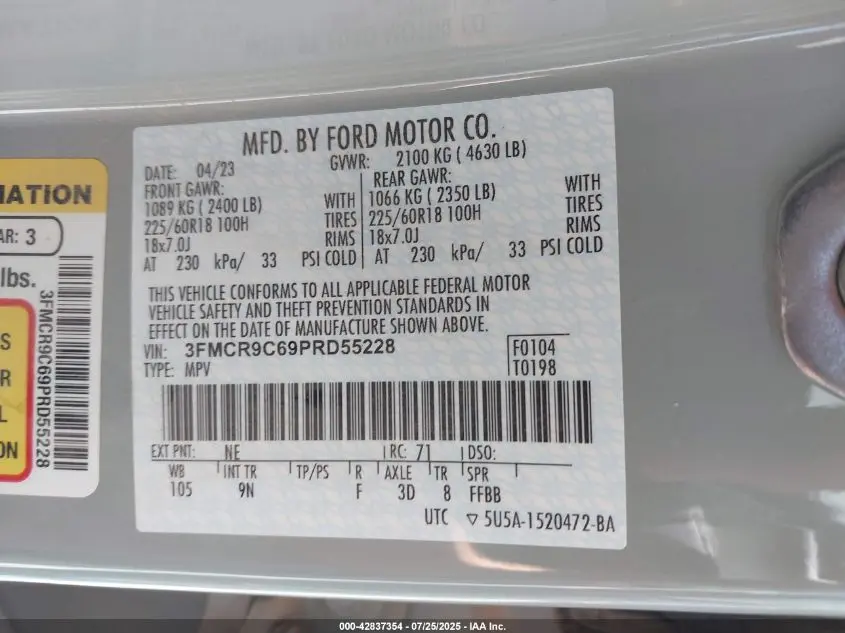 MATION
AR: 3
lbs.
3FMCR9C69PRD55228
S
R
L
ON
MFD. BY FORD MOTOR CO.
DATE: 04/23 GVWR: 2100 KG ( 4630 LB)
FRONT GAWR: REAR GAWR:
1089 KG ( 2400 LB) WITH 1066 KG ( 2350 LB) WITH
225/60R18 100H TIRES 225/60R18 100H TIRES
18x7.0J RIMS 18x7.0J RIMS
AT 230 kPa/ 33 PSI COLD AT 230 kPa/ 33 PSI COLD
THIS VEHICLE CONFORMS TO ALL APPLICABLE FEDERAL MOTOR
VEHICLE SAFETY AND THEFT PREVENTION STANDARDS IN
EFFECT ON THE DATE OF MANUFACTURE SHOWN ABOVE.
VIN: 3FMCR9C69PRD55228 F0104
TYPE: MPV T0198
EXT PNT: NE RC: 71 DSO:
WB INT TR TP/PS R AXLE TR SPR
105 9N F 3D 8 FFBB
UTC ▽ 5U5A-1520472-BA
000-42837354 | 07/25/2025 - IAA Inc.